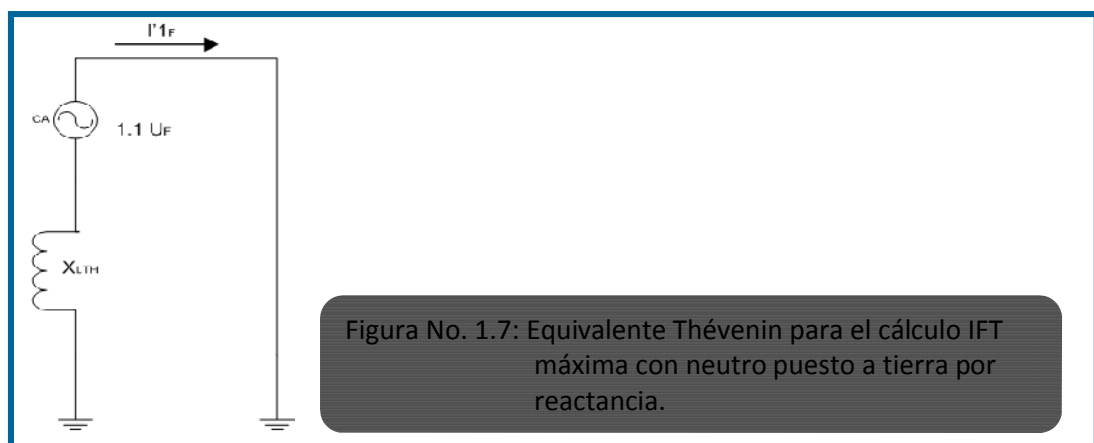 I'1F
CA
1.1 UF
XLTH
Figura No. 1.7: Equivalente Thévenin para el cálculo IFT
máxima con neutro puesto a tierra por
reactancia.